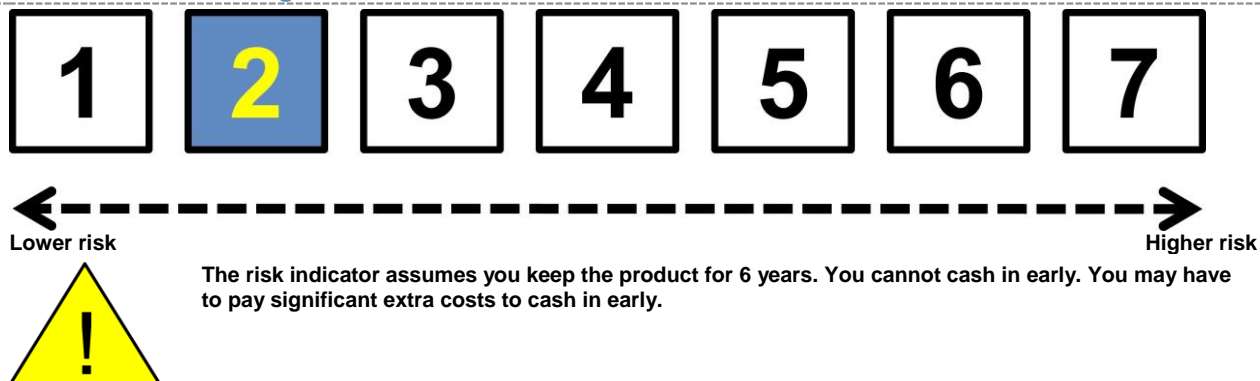 1 2 3 4 5 6 7
Lower risk Higher risk
The risk indicator assumes you keep the product for 6 years. You cannot cash in early. You may have
to pay significant extra costs to cash in early.
!